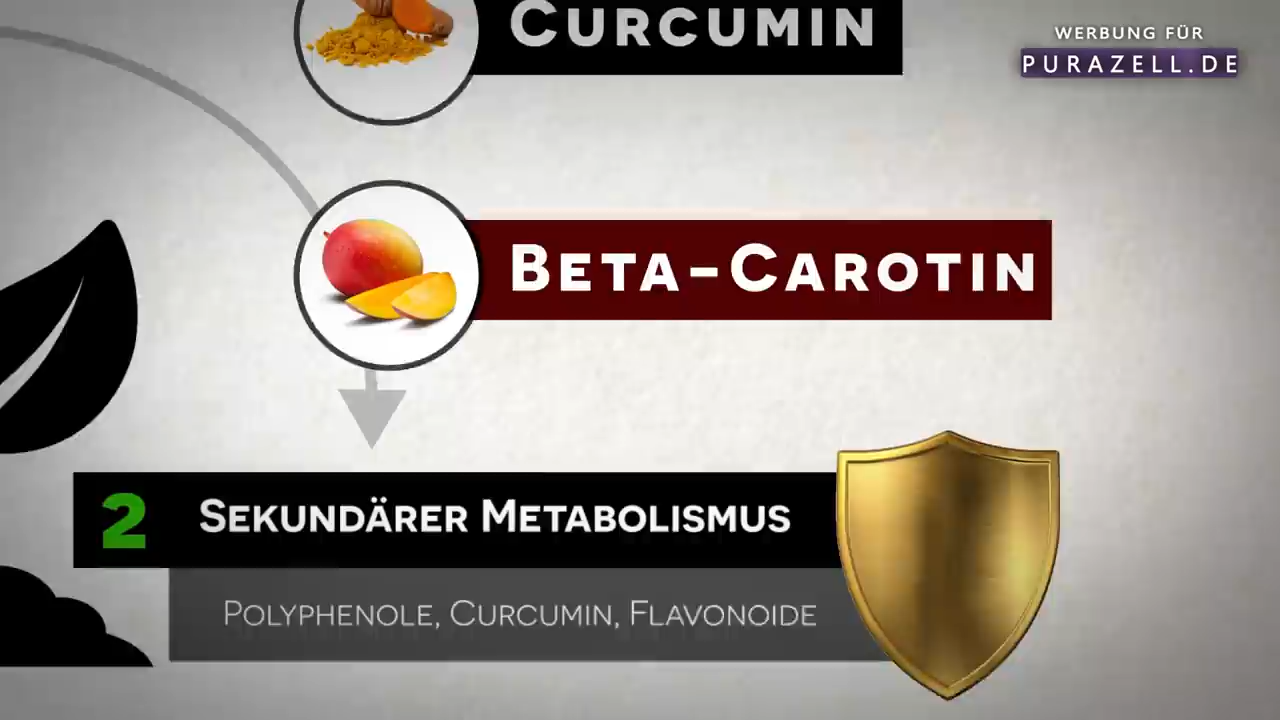 CURCUMIN
WERBUNG FÜR
PURAZELL.DE
BETA-CAROTIN
2 SEKUNDÄRER METABOLISMUS
POLYPHENOLE, CURCUMIN, FLAVONOIDE